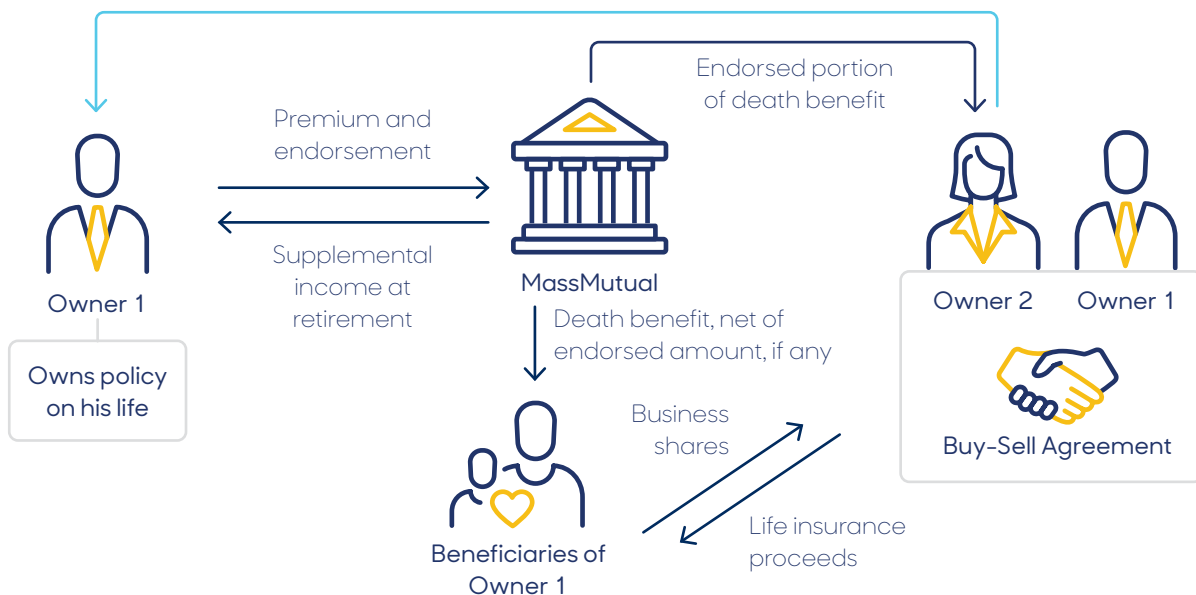 Endorsed portion
of death benefit
Premium and
endorsement
Supplemental
income at
retirement
MassMutual
Owner 1
Owns policy
on his life
Owner 2
Owner 1
Death benefit, net of
endorsed amount, if any
Business
shares
Buy-Sell Agreement
Life insurance
proceeds
Beneficiaries of
Owner 1